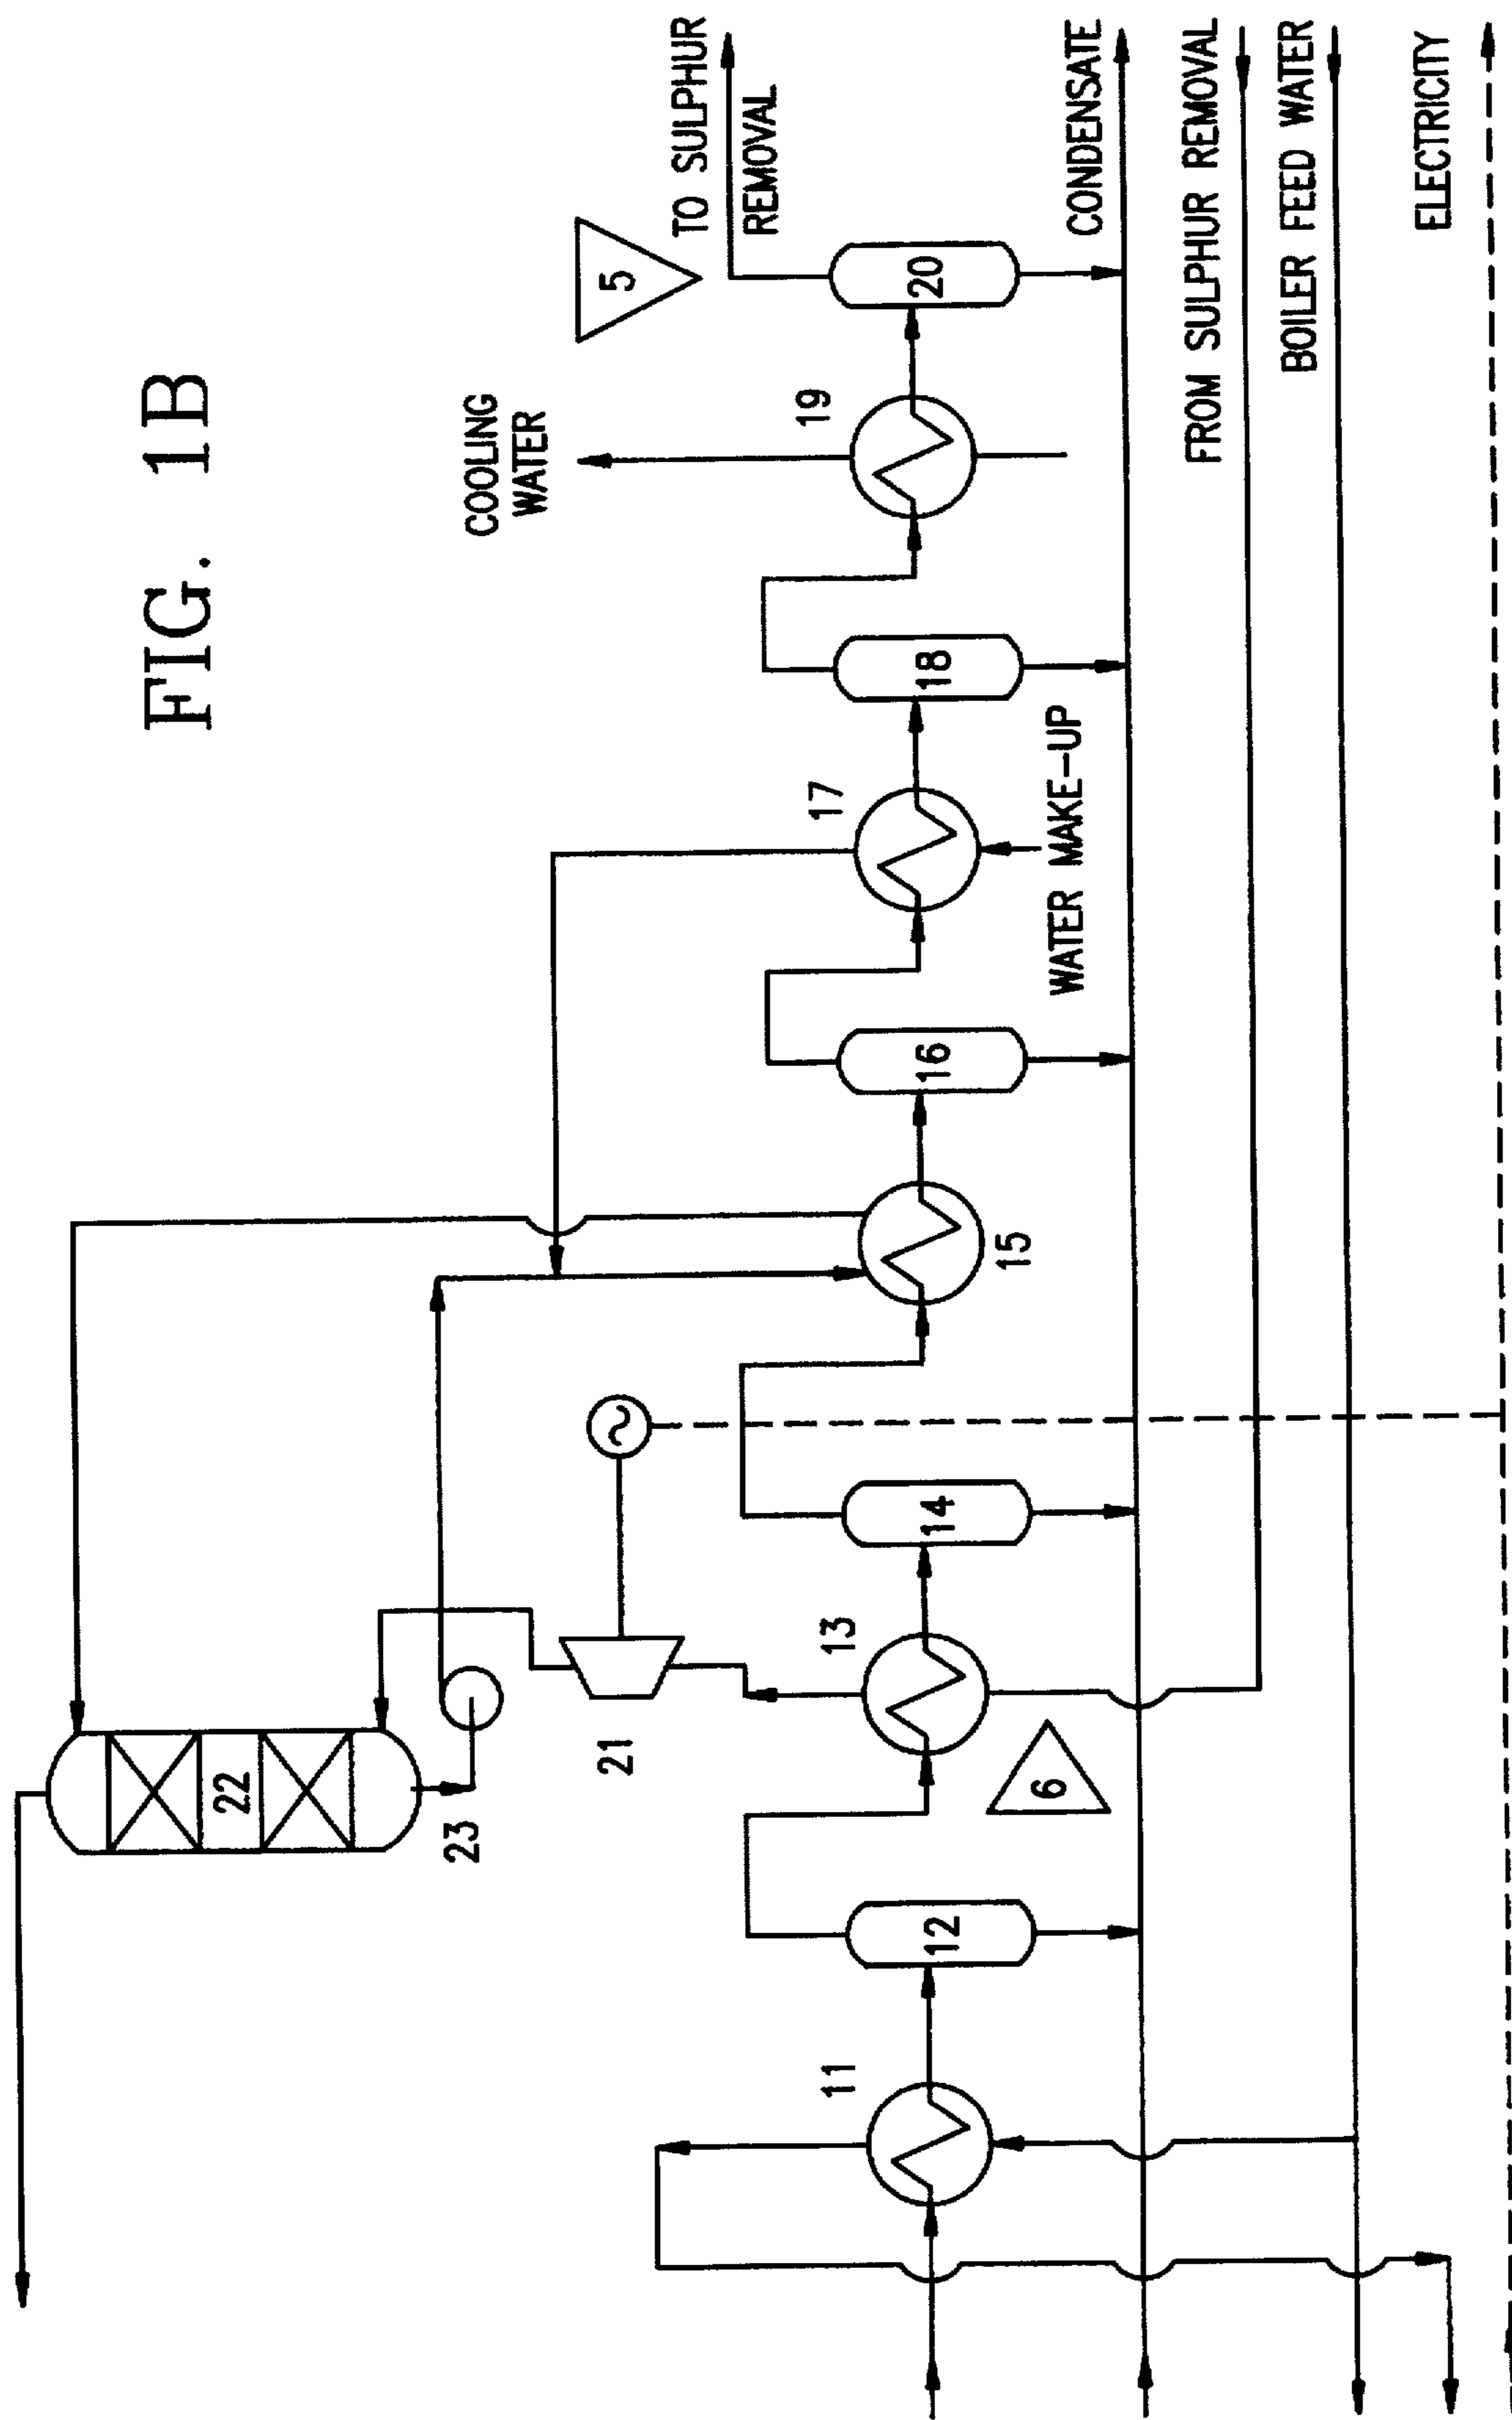 FIG. 1B
COOLING
WATER
5
TO SULPHUR
REMOVAL
22
23
21
11
12
13
14
15
16
17
18
19
20
6
WATER MAKE-UP
CONDENSATE
FROM SULPHUR REMOVAL
BOILER FEED WATER
ELECTRICITY